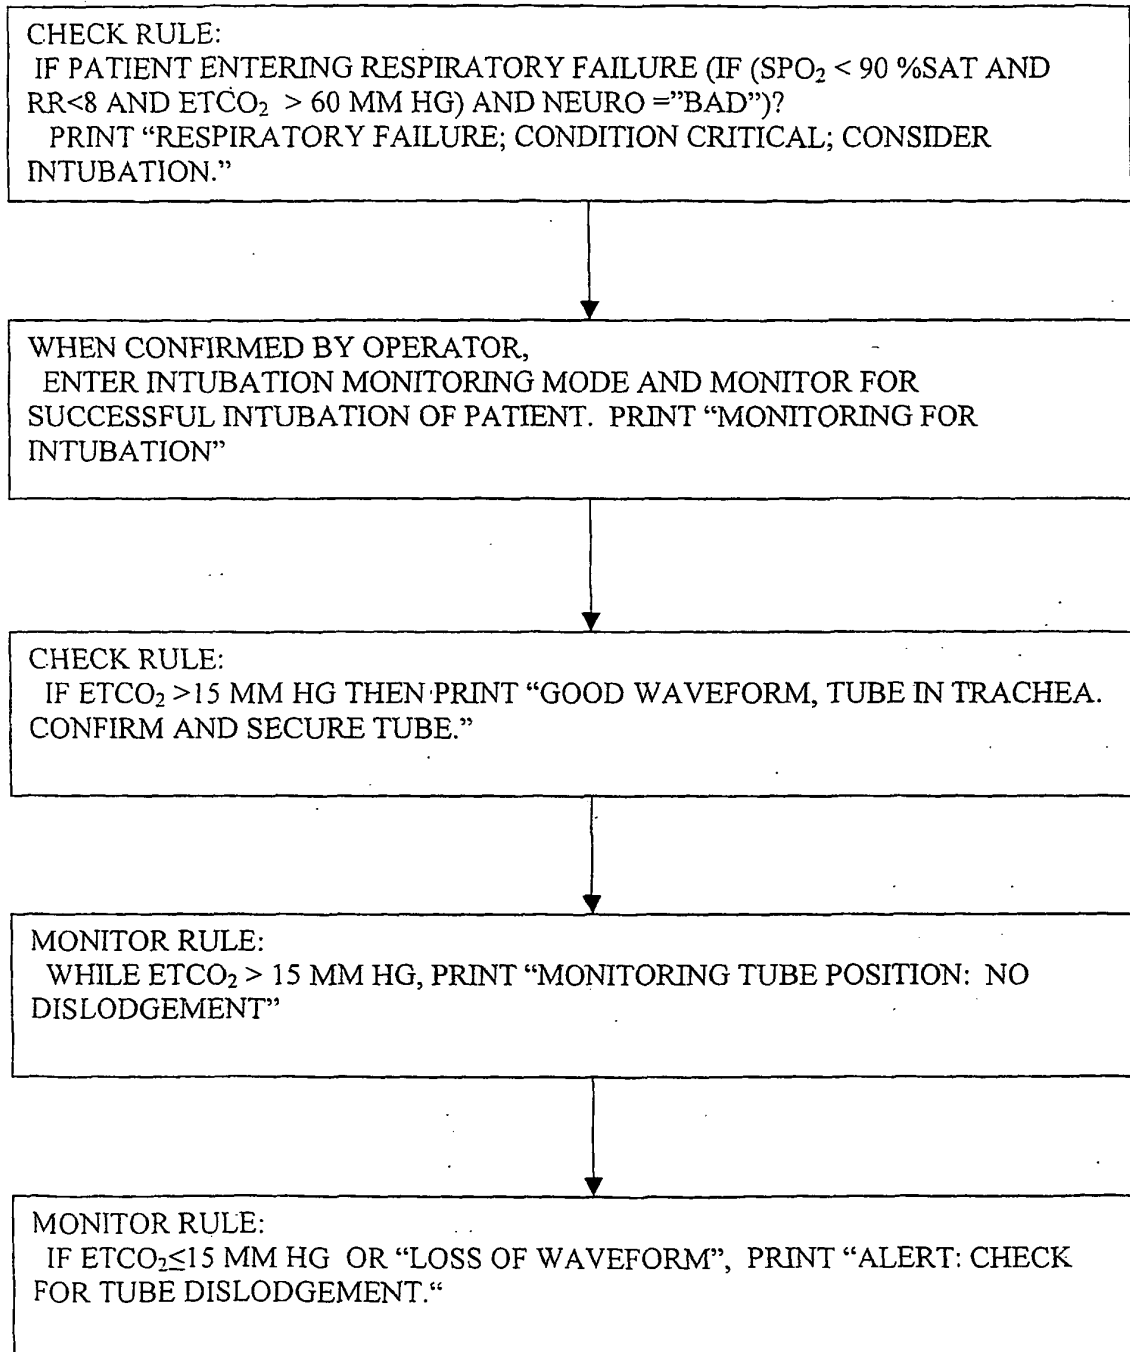 CHECK RULE:
IF PATIENT ENTERING RESPIRATORY FAILURE (IF (SPO₂ < 90 %SAT AND
RR<8 AND ETCO₂ > 60 MM HG) AND NEURO ="BAD")?
PRINT “RESPIRATORY FAILURE; CONDITION CRITICAL; CONSIDER
INTUBATION.”
WHEN CONFIRMED BY OPERATOR,
ENTER INTUBATION MONITORING MODE AND MONITOR FOR
SUCCESSFUL INTUBATION OF PATIENT. PRINT “MONITORING FOR
INTUBATION”
CHECK RULE:
IF ETCO₂ >15 MM HG THEN PRINT “GOOD WAVEFORM, TUBE IN TRACHEA.
CONFIRM AND SECURE TUBE.”
MONITOR RULE:
WHILE ETCO₂ > 15 MM HG, PRINT “MONITORING TUBE POSITION: NO
DISLODGEMENT”
MONITOR RULE:
IF ETCO₂≤15 MM HG OR “LOSS OF WAVEFORM”, PRINT “ALERT: CHECK
FOR TUBE DISLODGEMENT.“